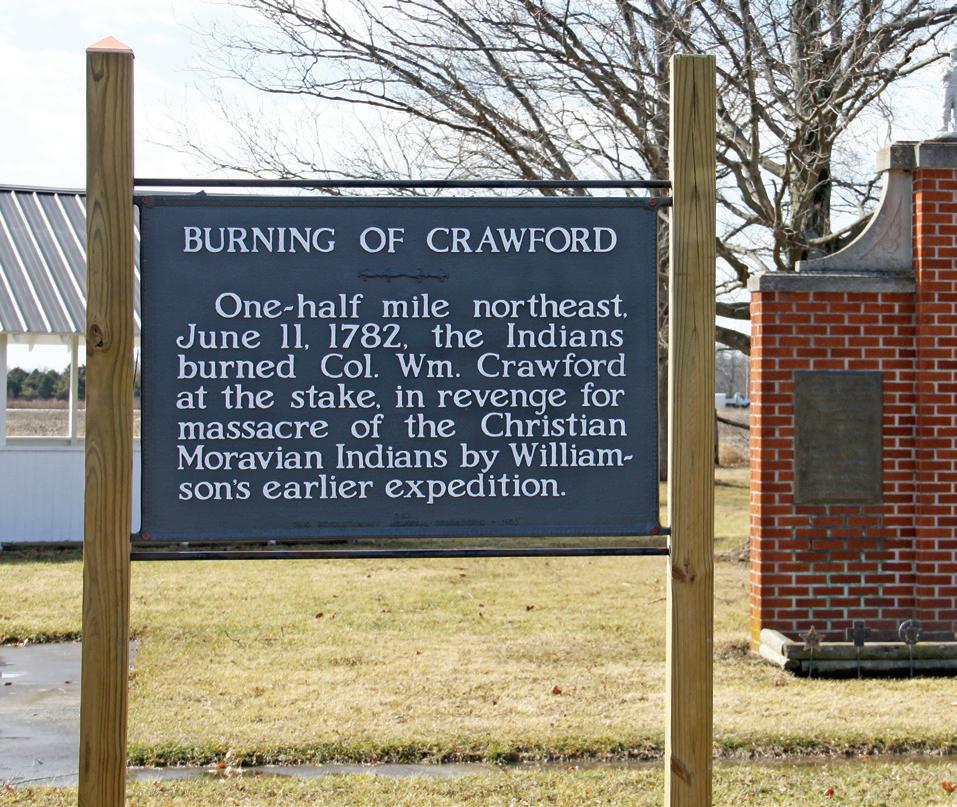 BURNING OF CRAWFORD
One-half mile northeast,
June 11, 1782, the Indians
burned Col. Wm. Crawford
at the stake, in revenge for
massacre of the Christian
Moravian Indians by William-
son's earlier expedition.